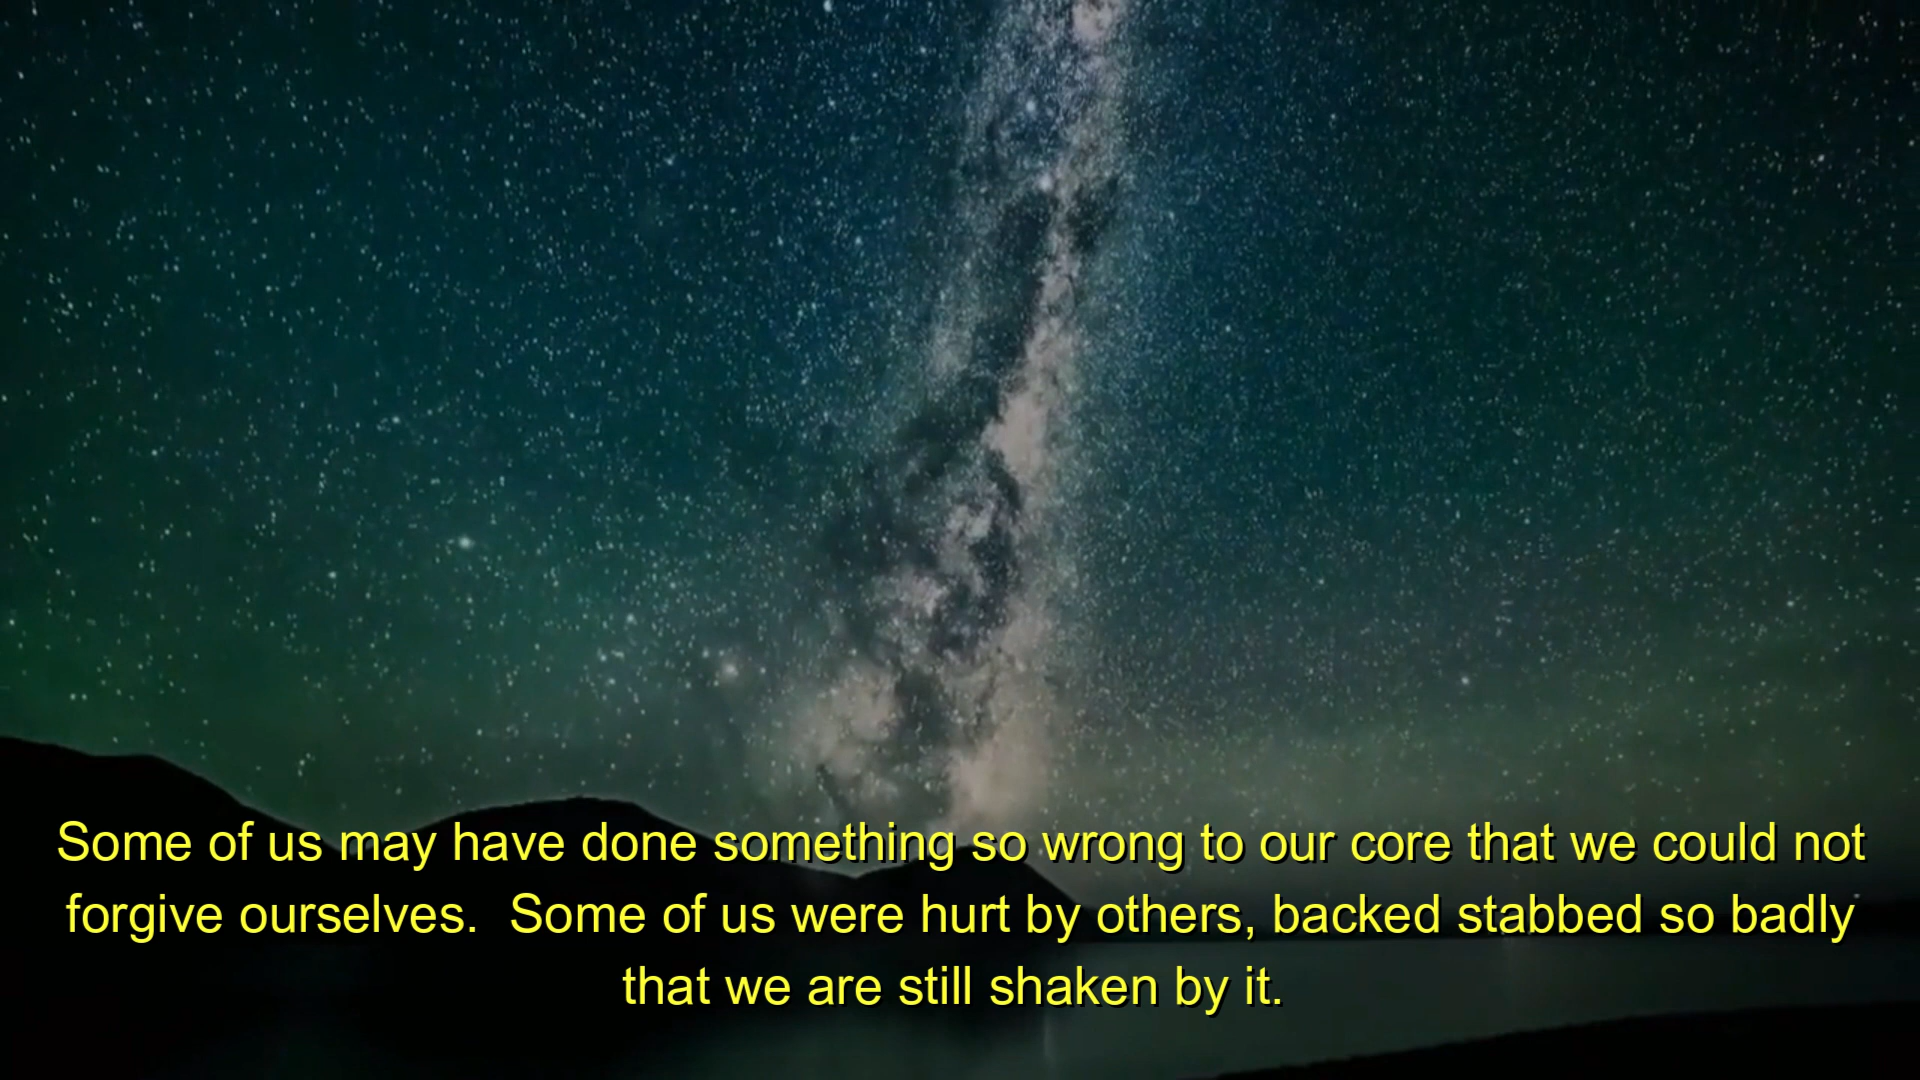 Some of us may have done something so wrong to our core that we could not
forgive ourselves.  Some of us were hurt by others, backed stabbed so badly
that we are still shaken by it.